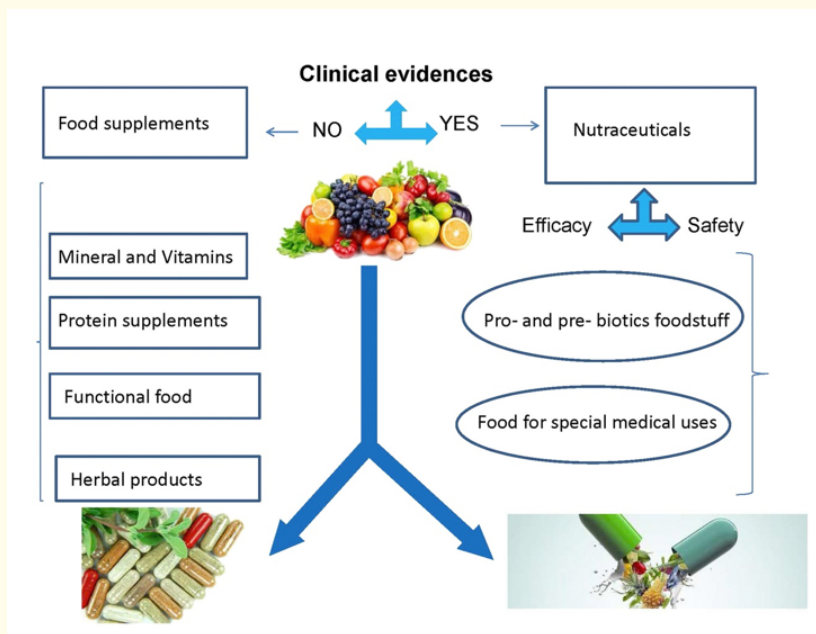 Clinical evidences
Food supplements
NO
YES
Nutraceuticals
Efficacy
Safety
Mineral and Vitamins
Protein supplements
Functional food
Herbal products
Pro- and pre- biotics foodstuff
Food for special medical uses